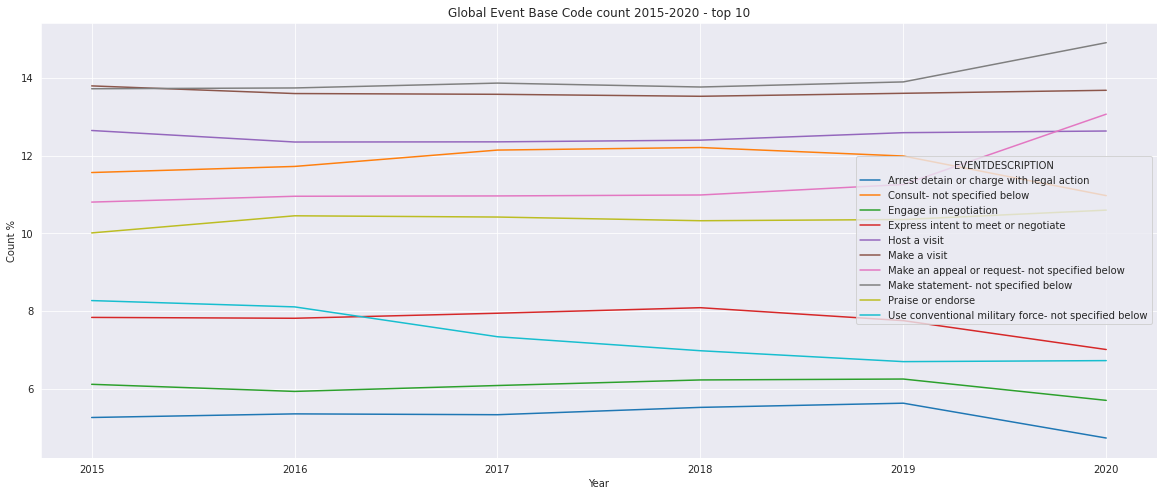 Global Event Base Code count 2015-2020 - top 10
14
12
10
8
6
Count %
EVENTDESCRIPTION
Arrest detain or charge with legal action
Consult- not specified below
Engage in negotiation
Express intent to meet or negotiate
Host a visit
Make a visit
Make an appeal or request- not specified below
Make statement- not specified below
Praise or endorse
Use conventional military force- not specified below
2015 2016 2017 2018 2019 2020
Year